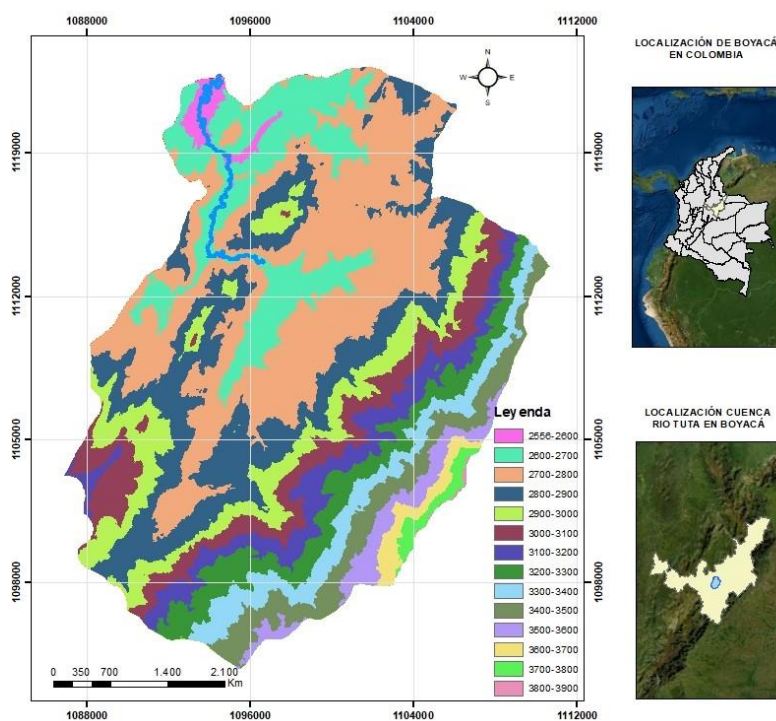 1088000 1096000 1104000 1112000
N
W E
S
1119000 1119000
1112000 1112000
1105000 1105000
1098000 1098000
Leyenda
2556-2600
2600-2700
2700-2800
2800-2900
2900-3000
3000-3100
3100-3200
3200-3300
3300-3400
3400-3500
3500-3600
3600-3700
3700-3800
3800-3900
0 350 700 1.400 2.100
Km
1088000 1096000 1104000 1112000
LOCALIZACIÓN DE BOYACÁ
EN COLOMBIA
LOCALIZACIÓN CUENCA
RIO TUTA EN BOYACÁ